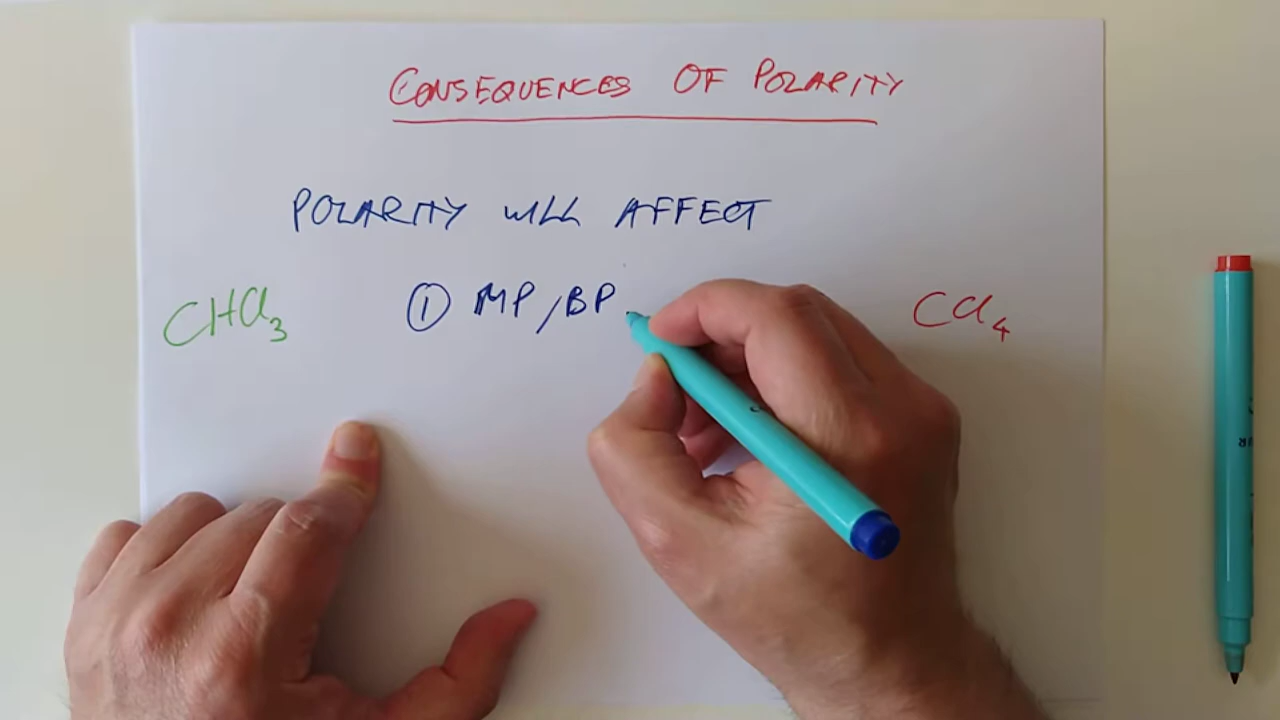 CONSEQUENCES OF POLARITY
POLARITY WILL AFFECT
CHCl₃ ① MP/BP CCl₄